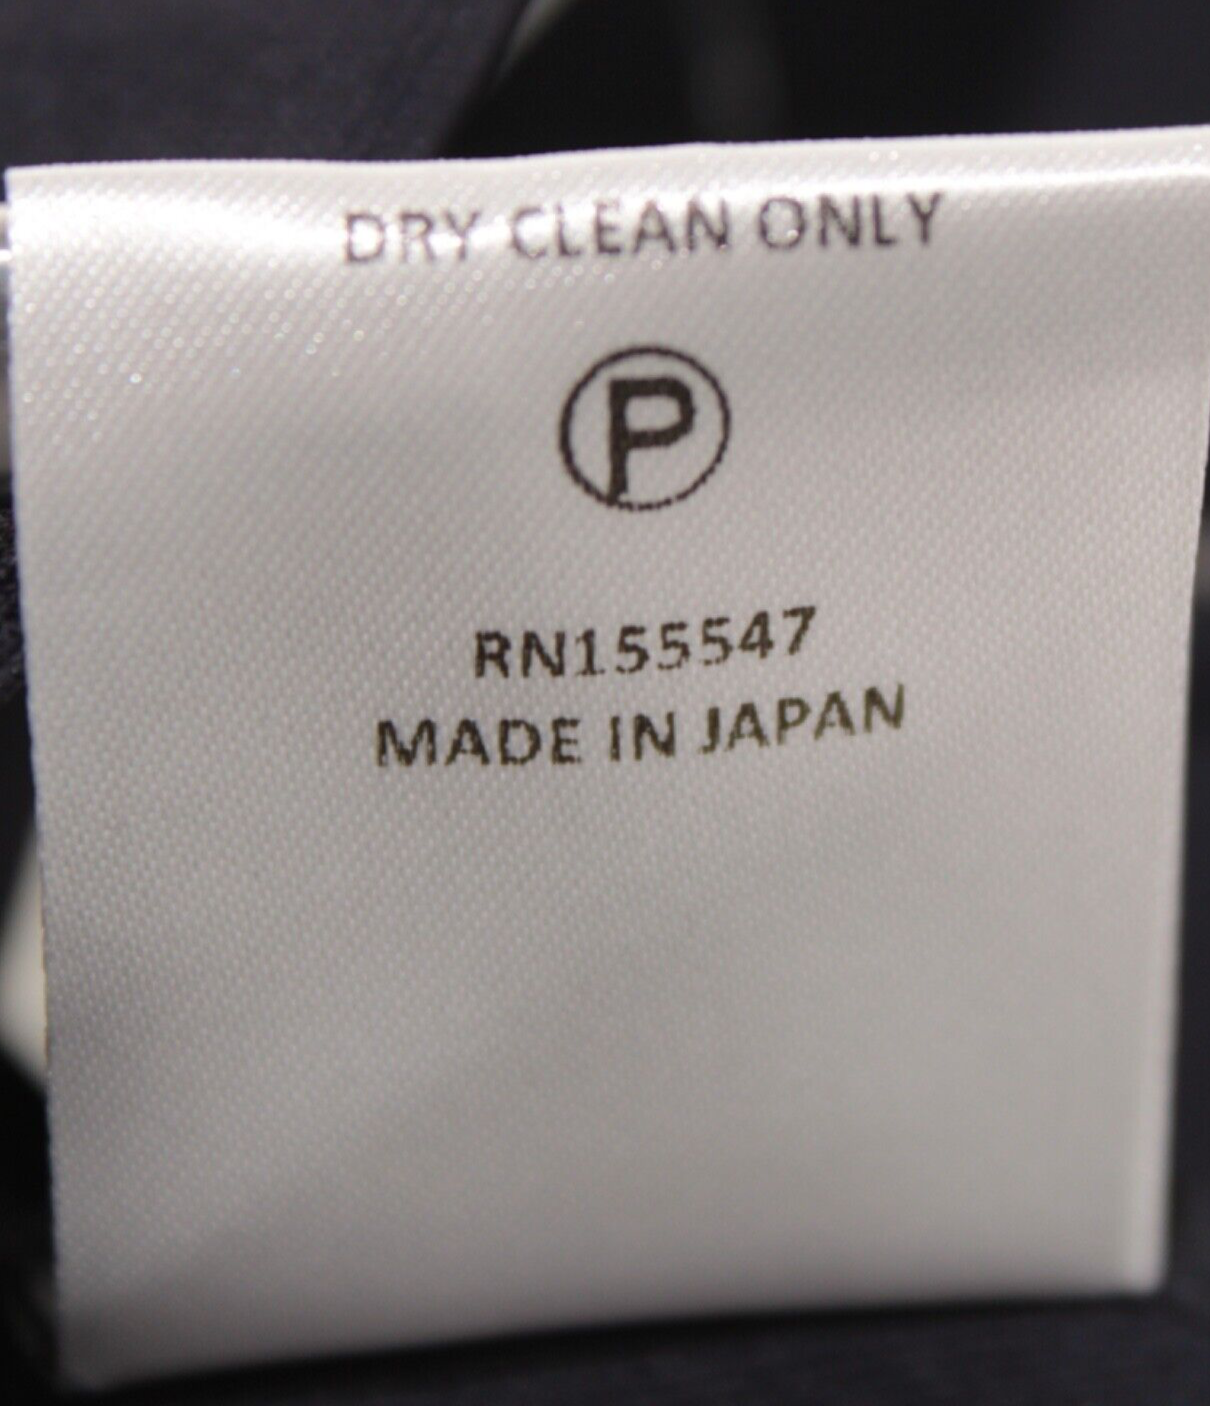 DRY CLEAN ONLY
P
RN155547
MADE IN JAPAN